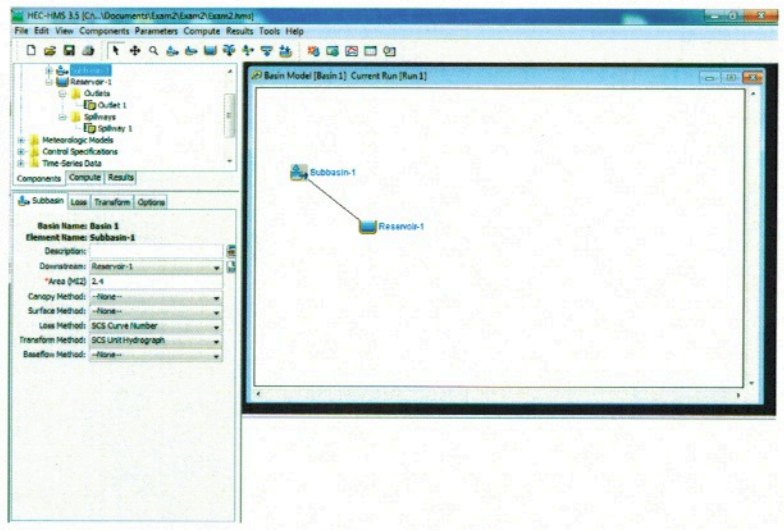 HEC-HMS 3.5 [C:\...\Documents\Exam2\Exam2\Exam2.hms]
File Edit View Components Parameters Compute Results Tools Help
Subbasin-1
Reservoir-1
Outlets
Outlet 1
Spillways
Spillway 1
Meteorologic Models
Control Specifications
Time-Series Data
Components Compute Results
Subbasin Loss Transform Options
Basin Name: Basin 1
Element Name: Subbasin-1
Description:
Downstream: Reservoir-1
*Area (MI2) 2.4
Canopy Method: --None--
Surface Method: --None--
Loss Method: SCS Curve Number
Transform Method: SCS Unit Hydrograph
Baseflow Method: --None--
Basin Model [Basin 1] Current Run [Run 1]
Subbasin-1
Reservoir-1